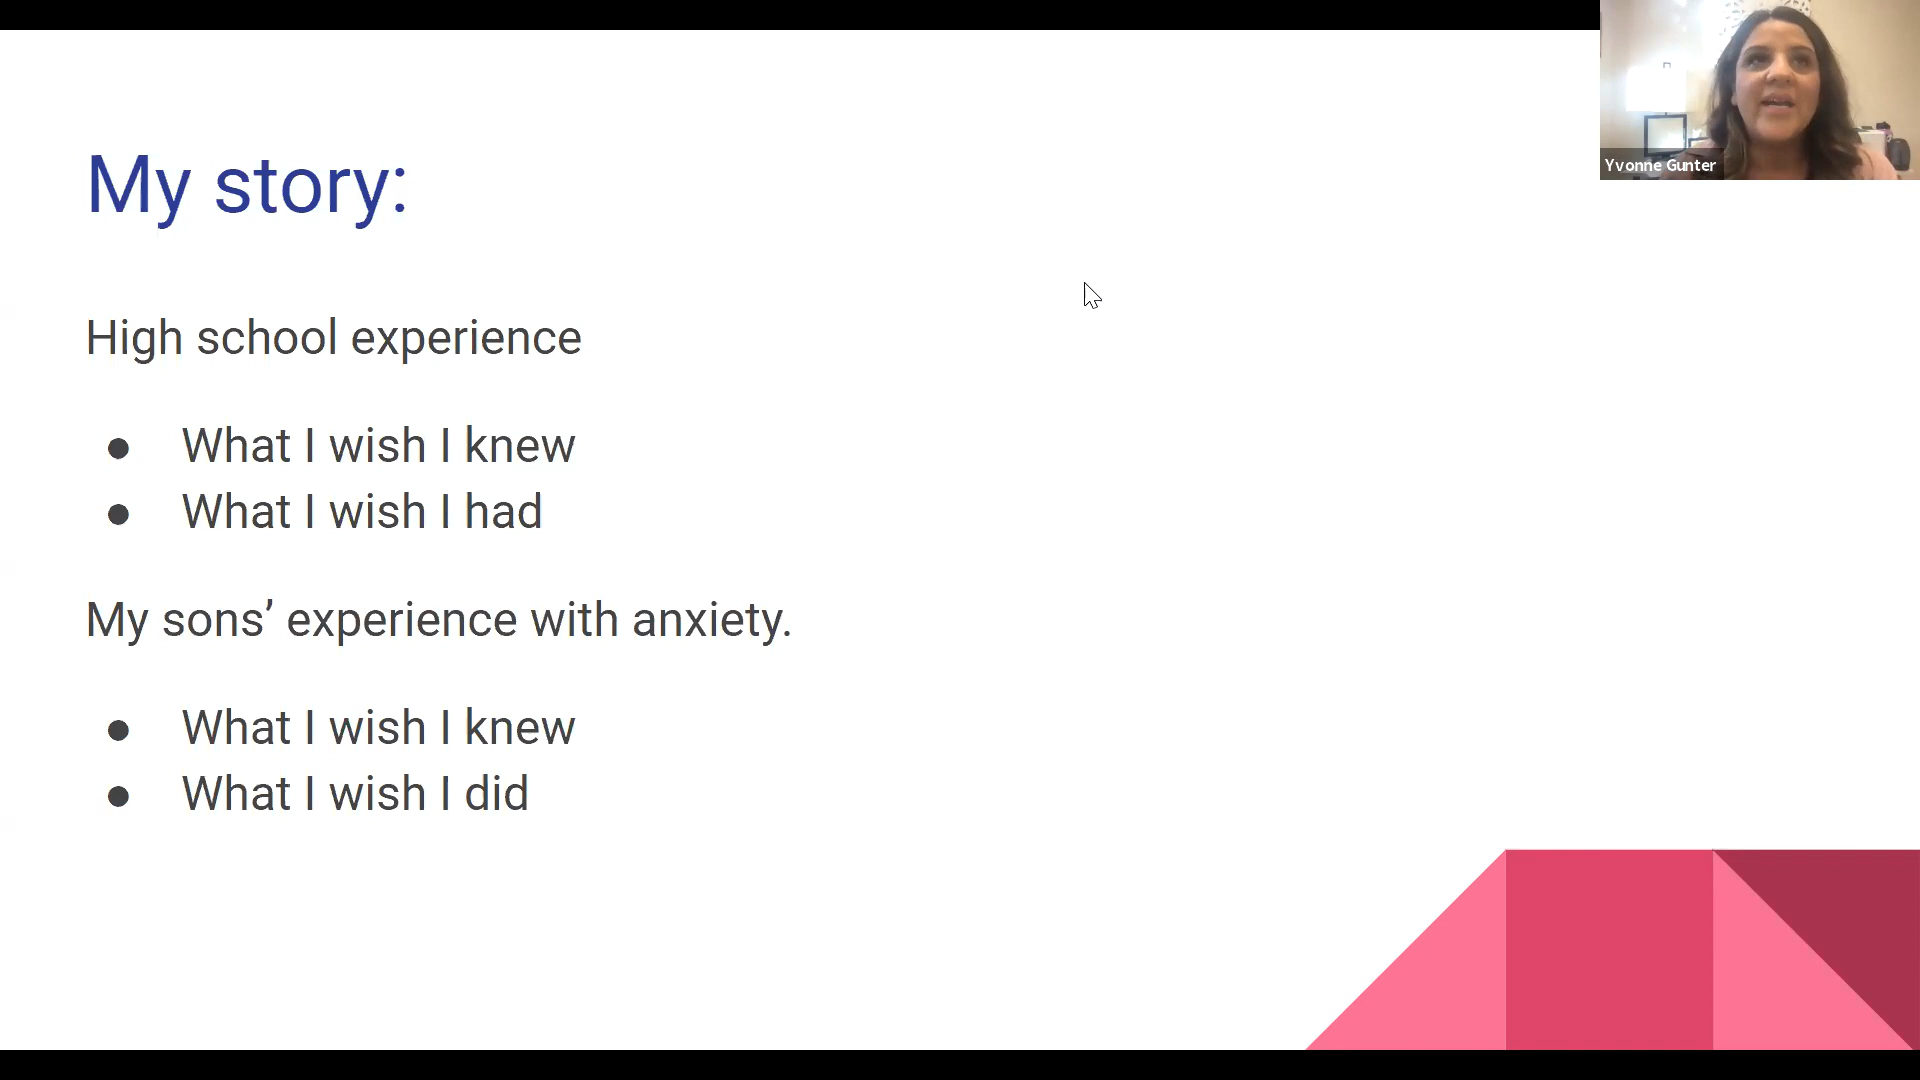 My story:
High school experience
● What I wish I knew
● What I wish I had
My sons’ experience with anxiety.
● What I wish I knew
● What I wish I did
Yvonne Gunter